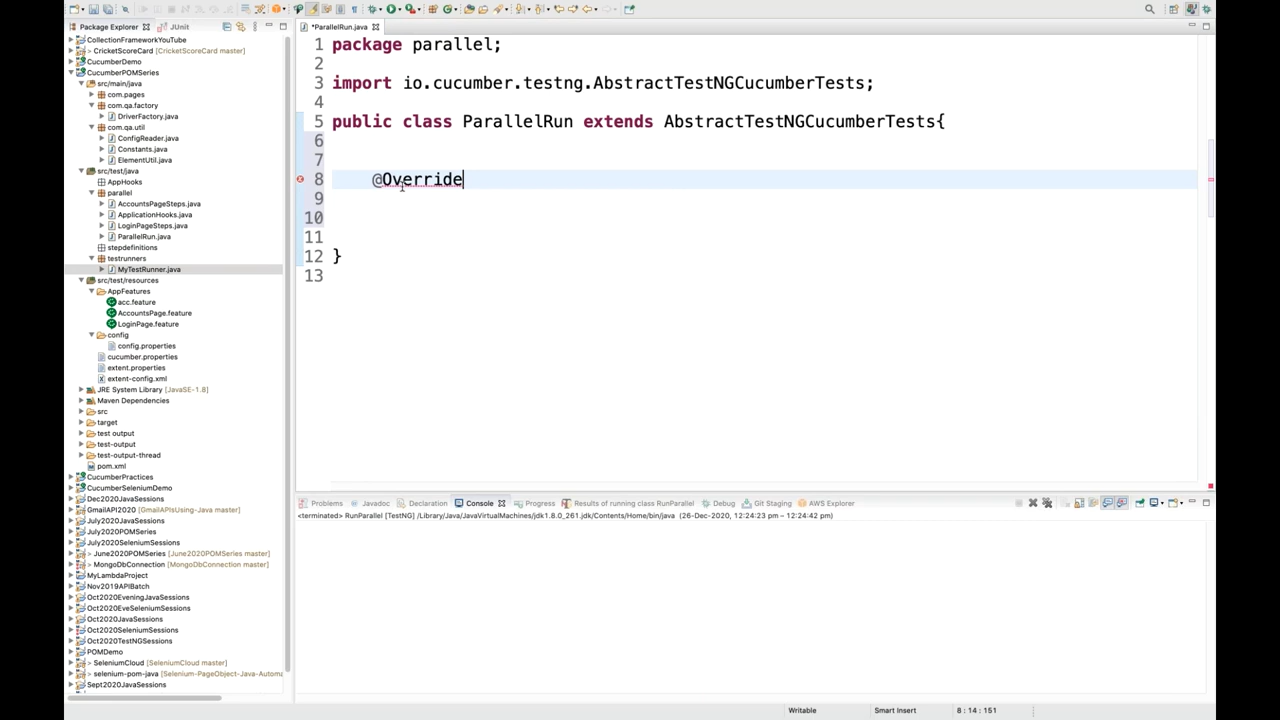 *ParallelRun.java
Package Explorer
JUnit
CollectionFrameworkYouTube
> CricketScoreCard [CricketScoreCard master]
CucumberDemo
CucumberPOMSeries
src/main/java
com.pages
com.qa.factory
DriverFactory.java
com.qa.util
ConfigReader.java
Constants.java
ElementUtil.java
src/test/java
AppHooks
parallel
AccountsPageSteps.java
ApplicationHooks.java
LoginPageSteps.java
ParallelRun.java
stepdefinitions
testrunners
MyTestRunner.java
src/test/resources
AppFeatures
acc.feature
AccountsPage.feature
LoginPage.feature
config
config.properties
cucumber.properties
extent.properties
extent-config.xml
JRE System Library [JavaSE-1.8]
Maven Dependencies
src
target
test output
test-output
test-output-thread
pom.xml
CucumberPractices
CucumberSeleniumDemo
Dec2020JavaSessions
GmailAPI2020 [GmailAPIsUsing-Java master]
July2020JavaSessions
July2020POMSeries
July2020SeleniumSessions
> June2020POMSeries [June2020POMSeries master]
> MongoDbConnection [MongoDbConnection master]
MyLambdaProject
Nov2019APIBatch
Oct2020EveningJavaSessions
Oct2020EveSeleniumSessions
Oct2020JavaSessions
Oct2020SeleniumSessions
Oct2020TestNGSessions
POMDemo
> SeleniumCloud [SeleniumCloud master]
> selenium-pom-java [Selenium-PageObject-Java-Automa
Sept2020JavaSessions
1 package parallel;
2
3 import io.cucumber.testng.AbstractTestNGCucumberTests;
4
5 public class ParallelRun extends AbstractTestNGCucumberTests{
6
7
8 @Override
9
10
11
12 }
13
Problems Javadoc Declaration Console Progress Results of running class RunParallel Debug Git Staging AWS Explorer
<terminated> RunParallel [TestNG] /Library/Java/JavaVirtualMachines/jdk1.8.0_261.jdk/Contents/Home/bin/java (26-Dec-2020, 12:24:23 pm – 12:24:42 pm)
Writable Smart Insert 8 : 14 : 151